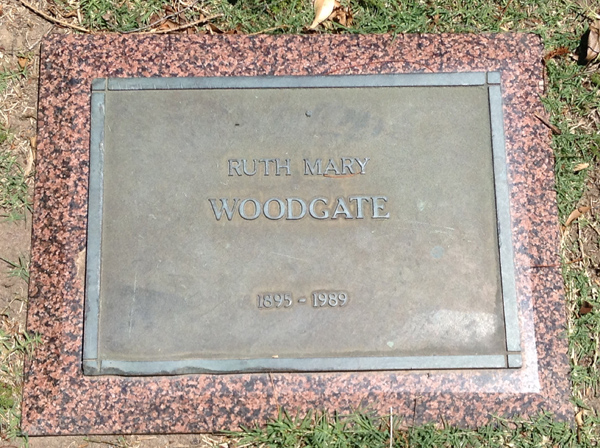 RUTH MARY
WOODGATE
1895 - 1989